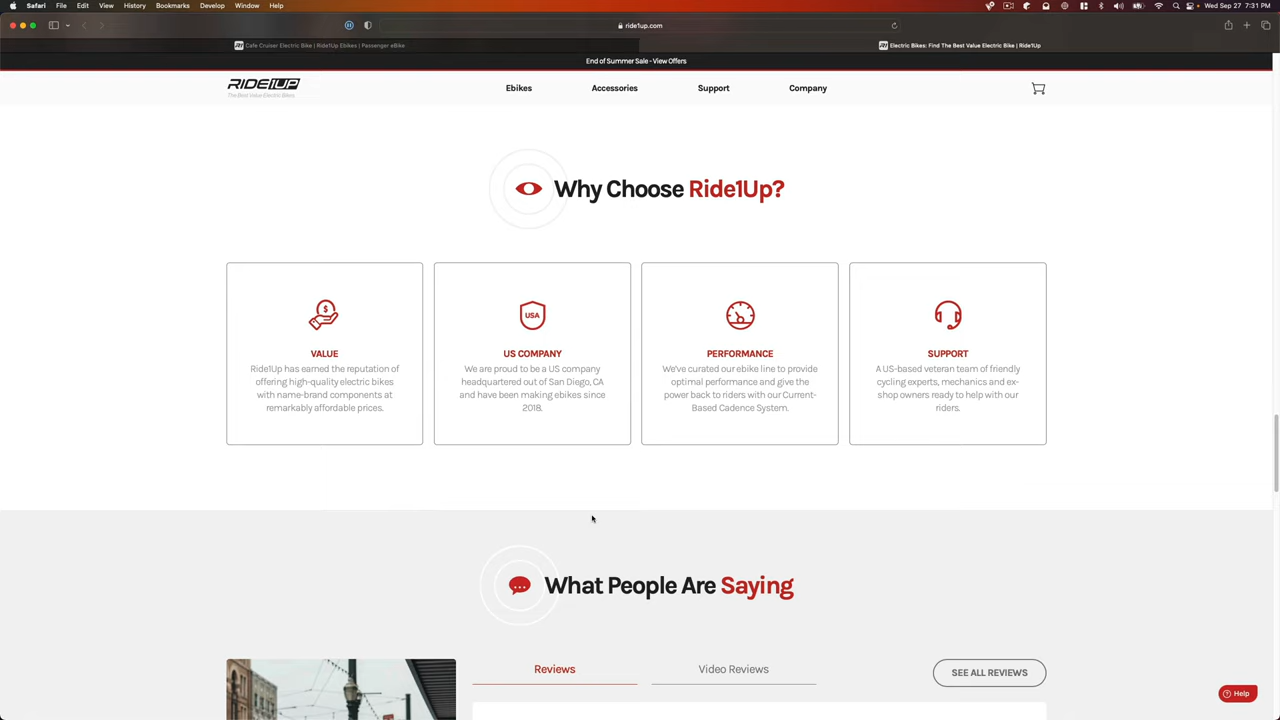 Safari File Edit View History Bookmarks Develop Window Help
Wed Sep 27 7:31 PM
ride1up.com
Cafe Cruiser Electric Bike | Ride1Up Ebikes | Passenger eBike
Electric Bikes: Find The Best Value Electric Bike | Ride1Up
End of Summer Sale - View Offers
RIDE1UP
The Best Value Electric Bikes
Ebikes
Accessories
Support
Company
Why Choose Ride1Up?
$
VALUE
Ride1Up has earned the reputation of
offering high-quality electric bikes
with name-brand components at
remarkably affordable prices.
USA
US COMPANY
We are proud to be a US company
headquartered out of San Diego, CA
and have been making ebikes since
2018.
PERFORMANCE
We've curated our ebike line to provide
optimal performance and give the
power back to riders with our Current-
Based Cadence System.
SUPPORT
A US-based veteran team of friendly
cycling experts, mechanics and ex-
shop owners ready to help with our
riders.
What People Are Saying
Reviews
Video Reviews
SEE ALL REVIEWS
Help